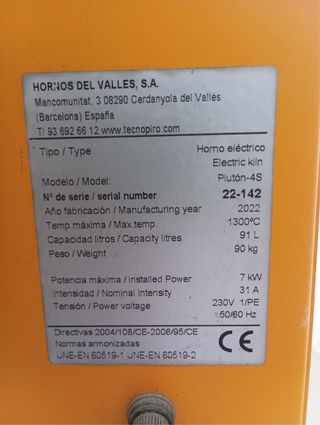 HORNOS DEL VALLES, S.A.
Mancomunitat, 3 08290 Cerdanyola del Vallés
(Barcelona) España
T/ 93 692 66 12 www.tecnopiro.com
Tipo / Type Horno eléctrico
Electric kiln
Modelo / Model: Plutón-4S
Nº de serie / serial number 22-142
Año fabricación / Manufacturing year 2022
Temp.máxima / Max.temp. 1300ºC
Capacidad litros / Capacity litres 91 L
Peso / Weight 90 kg
Potencia máxima / Installed Power 7 kW
Intensidad / Nominal Intensity 31 A
Tensión / Power voltage 230V 1/PE
50/60 Hz
Directivas 2004/108/CE-2006/95/CE
Normas armonizadas
UNE-EN 60519-1 UNE-EN 60519-2
CE